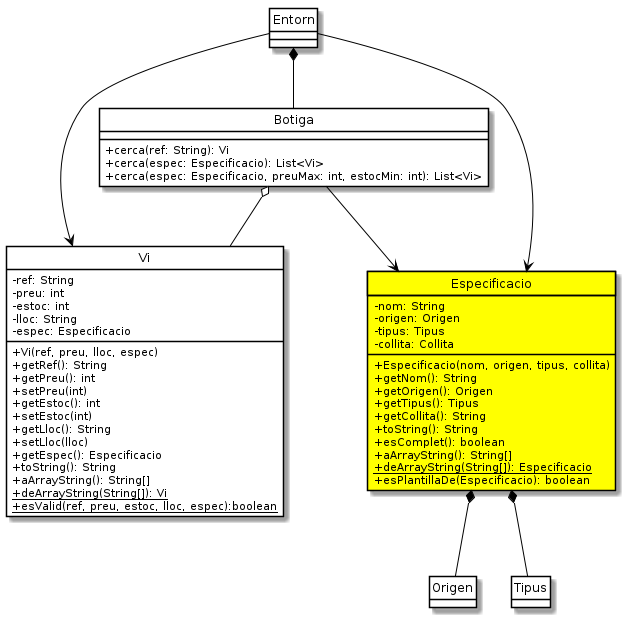 Entorn
Botiga
+cerca(ref: String): Vi
+cerca(espec: Especificacio): List<Vi>
+cerca(espec: Especificacio, preuMax: int, estocMin: int): List<Vi>
Vi
-ref: String
-preu: int
-estoc: int
-lloc: String
-espec: Especificacio
+Vi(ref, preu, lloc, espec)
+getRef(): String
+getPreu(): int
+setPreu(int)
+getEstoc(): int
+setEstoc(int)
+getLloc(): String
+setLloc(lloc)
+getEspec(): Especificacio
+toString(): String
+aArrayString(): String[]
+deArrayString(String[]): Vi
+esValid(ref, preu, estoc, lloc, espec):boolean
Especificacio
-nom: String
-origen: Origen
-tipus: Tipus
-collita: Collita
+Especificacio(nom, origen, tipus, collita)
+getNom(): String
+getOrigen(): Origen
+getTipus(): Tipus
+getCollita(): String
+toString(): String
+esComplet(): boolean
+aArrayString(): String[]
+deArrayString(String[]): Especificacio
+esPlantillaDe(Especificacio): boolean
Origen
Tipus